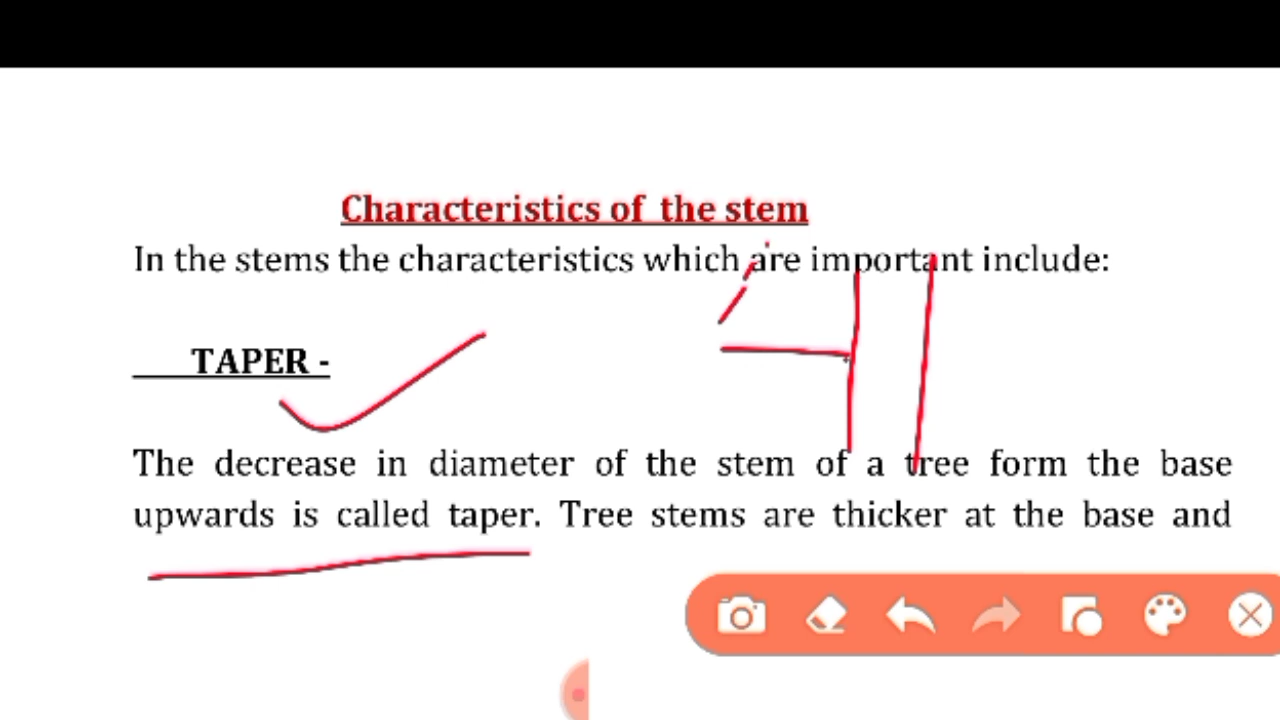 Characteristics of the stem
In the stems the characteristics which are important include:
TAPER -
The decrease in diameter of the stem of a tree form the base
upwards is called taper. Tree stems are thicker at the base and